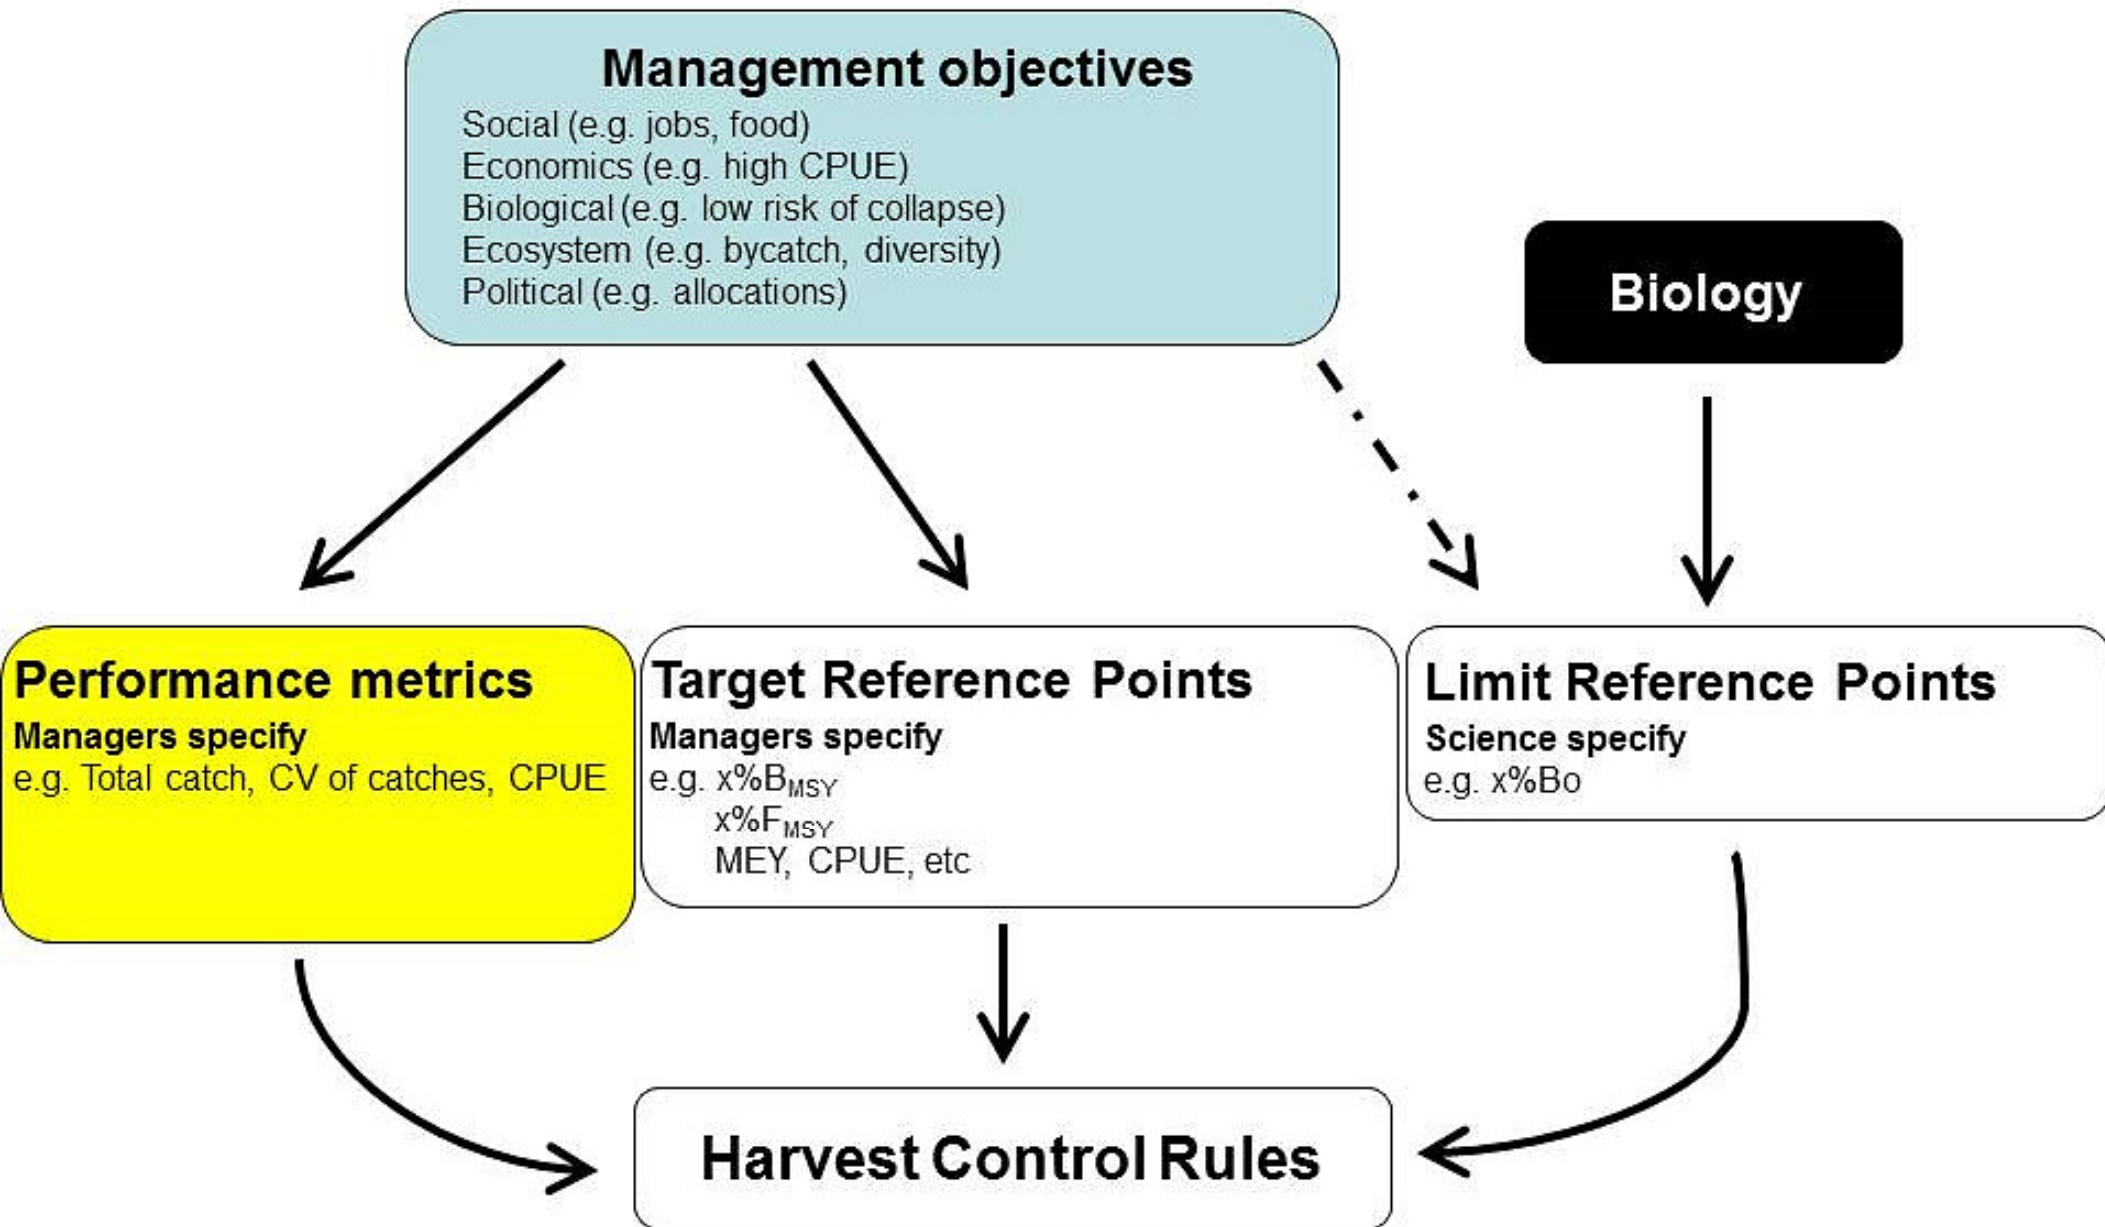 Management objectives
Social (e.g. jobs, food)
Economics (e.g. high CPUE)
Biological (e.g. low risk of collapse)
Ecosystem (e.g. bycatch, diversity)
Political (e.g. allocations)
Biology
Performance metrics
Managers specify
e.g. Total catch, CV of catches, CPUE
Target Reference Points
Managers specify
e.g. x%BMSY
x%FMSY
MEY, CPUE, etc
Limit Reference Points
Science specify
e.g. x%Bo
Harvest Control Rules